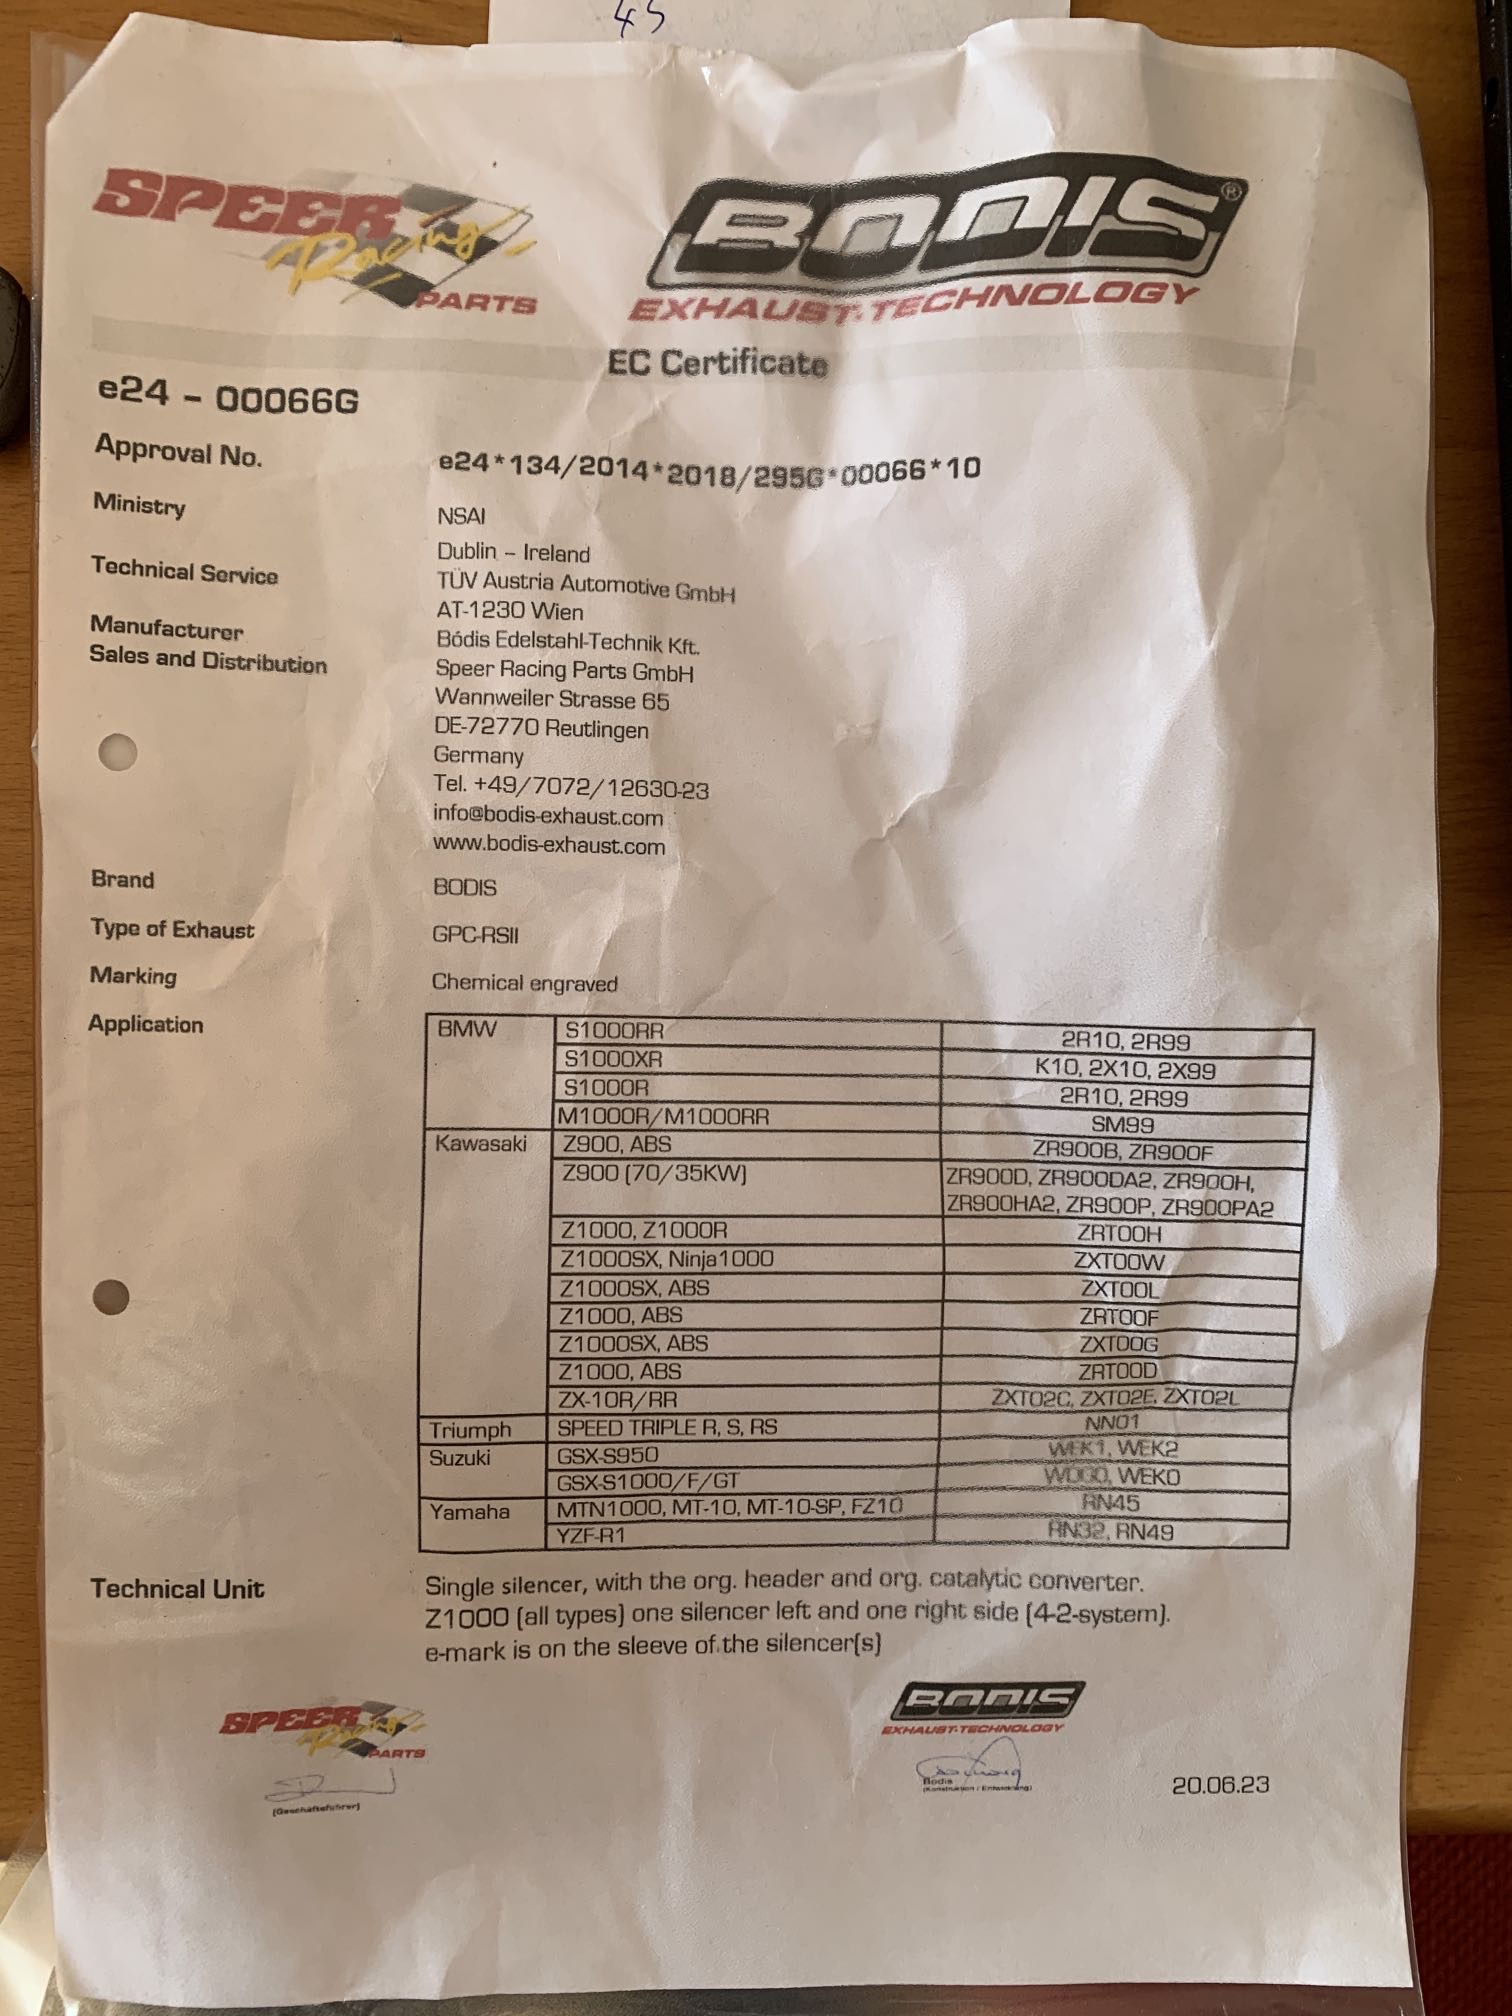 45
SPEER
Racing
PARTS
BODIS®
EXHAUST-TECHNOLOGY
EC Certificate
e24 - 00066G
Approval No. e24*134/2014*2018/295G*00066*10
Ministry NSAI
Dublin – Ireland
Technical Service TÜV Austria Automotive GmbH
AT-1230 Wien
Manufacturer Bódis Edelstahl-Technik Kft.
Sales and Distribution Speer Racing Parts GmbH
Wannweiler Strasse 65
DE-72770 Reutlingen
Germany
Tel. +49/7072/12630-23
info@bodis-exhaust.com
www.bodis-exhaust.com
Brand BODIS
Type of Exhaust GPC-RSII
Marking Chemical engraved
Application
BMW S1000RR 2R10, 2R99
S1000XR K10, 2X10, 2X99
S1000R 2R10, 2R99
M1000R/M1000RR SM99
Kawasaki Z900, ABS ZR900B, ZR900F
Z900 (70/35KW) ZR900D, ZR900DA2, ZR900H,
ZR900HA2, ZR900P, ZR900PA2
Z1000, Z1000R ZRT00H
Z1000SX, Ninja1000 ZXT00W
Z1000SX, ABS ZXT00L
Z1000, ABS ZRT00F
Z1000SX, ABS ZXT00G
Z1000, ABS ZRT00D
ZX-10R/RR ZXT02C, ZXT02E, ZXT02L
Triumph SPEED TRIPLE R, S, RS NN01
Suzuki GSX-S950 WEK1, WEK2
GSX-S1000/F/GT WDG0, WEK0
Yamaha MTN1000, MT-10, MT-10-SP, FZ10 RN45
YZF-R1 RN32, RN49
Technical Unit Single silencer, with the org. header and org. catalytic converter.
Z1000 (all types) one silencer left and one right side (4-2-system).
e-mark is on the sleeve of the silencer(s)
SPEER
Racing
PARTS
(Geschäftsführer)
BODIS
EXHAUST-TECHNOLOGY
Bodis
(Konstruktion / Entwicklung)
20.06.23